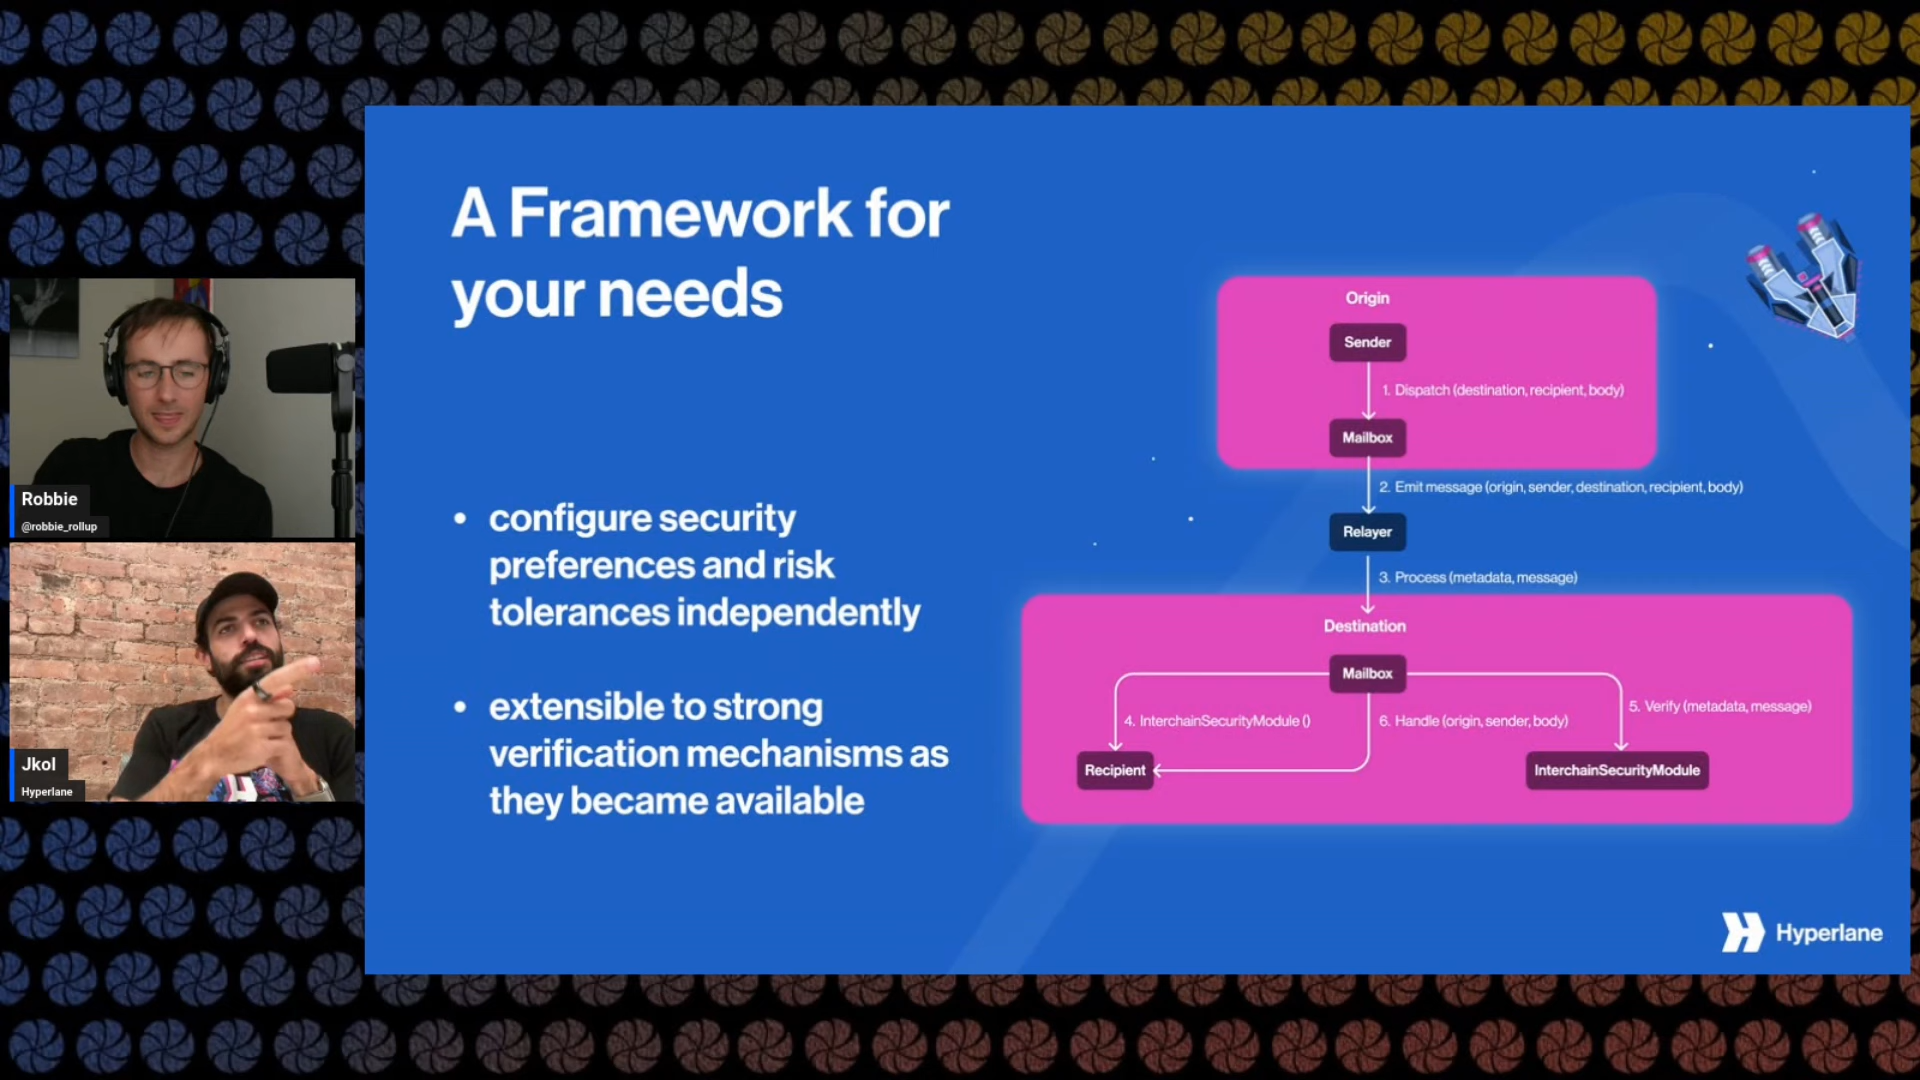 A Framework for
your needs
• configure security
preferences and risk
tolerances independently
• extensible to strong
verification mechanisms as
they became available
Origin
Sender
1. Dispatch (destination, recipient, body)
Mailbox
2. Emit message (origin, sender, destination, recipient, body)
Relayer
3. Process (metadata, message)
Destination
Mailbox
4. InterchainSecurityModule ()
6. Handle (origin, sender, body)
5. Verify (metadata, message)
Recipient
InterchainSecurityModule
Hyperlane
Robbie
@robbie_rollup
Jkol
Hyperlane